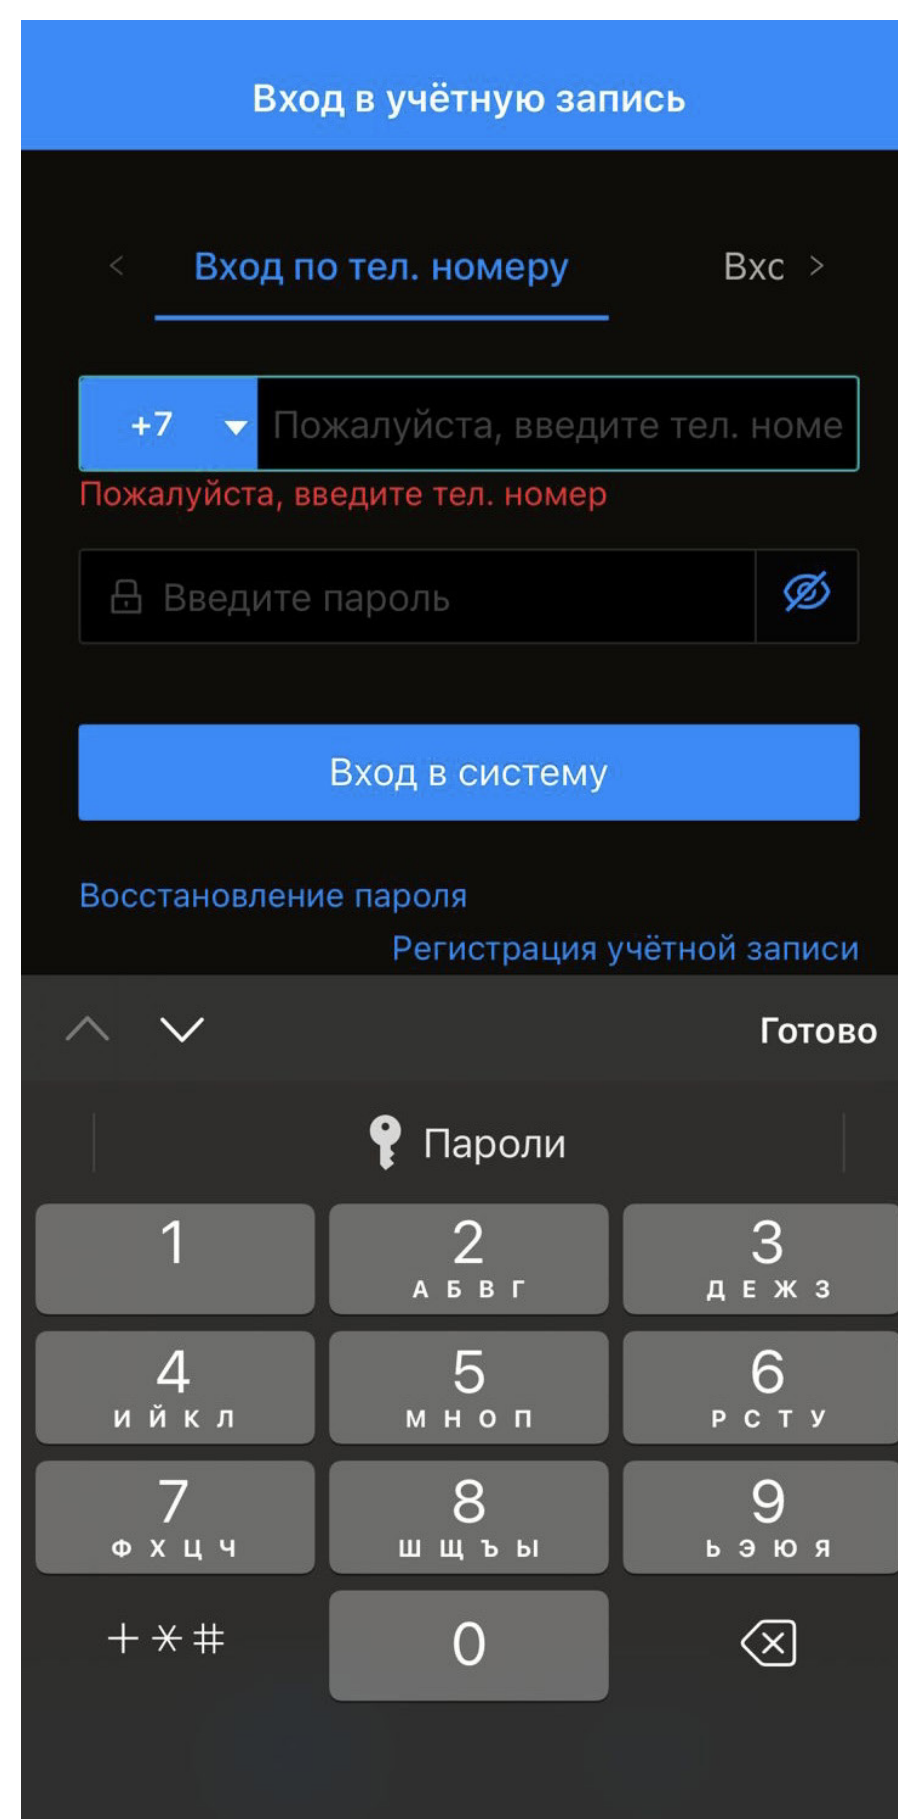 Вход в учётную запись
< Вход по тел. номеру Вхс >
+7 Пожалуйста, введите тел. номе
Пожалуйста, введите тел. номер
Введите пароль
Вход в систему
Восстановление пароля
Регистрация учётной записи
Готово
Пароли
1 2 3
А Б В Г Д Е Ж З
4 5 6
И Й К Л М Н О П Р С Т У
7 8 9
Ф Х Ц Ч Ш Щ Ъ Ы Ь Э Ю Я
+*# 0